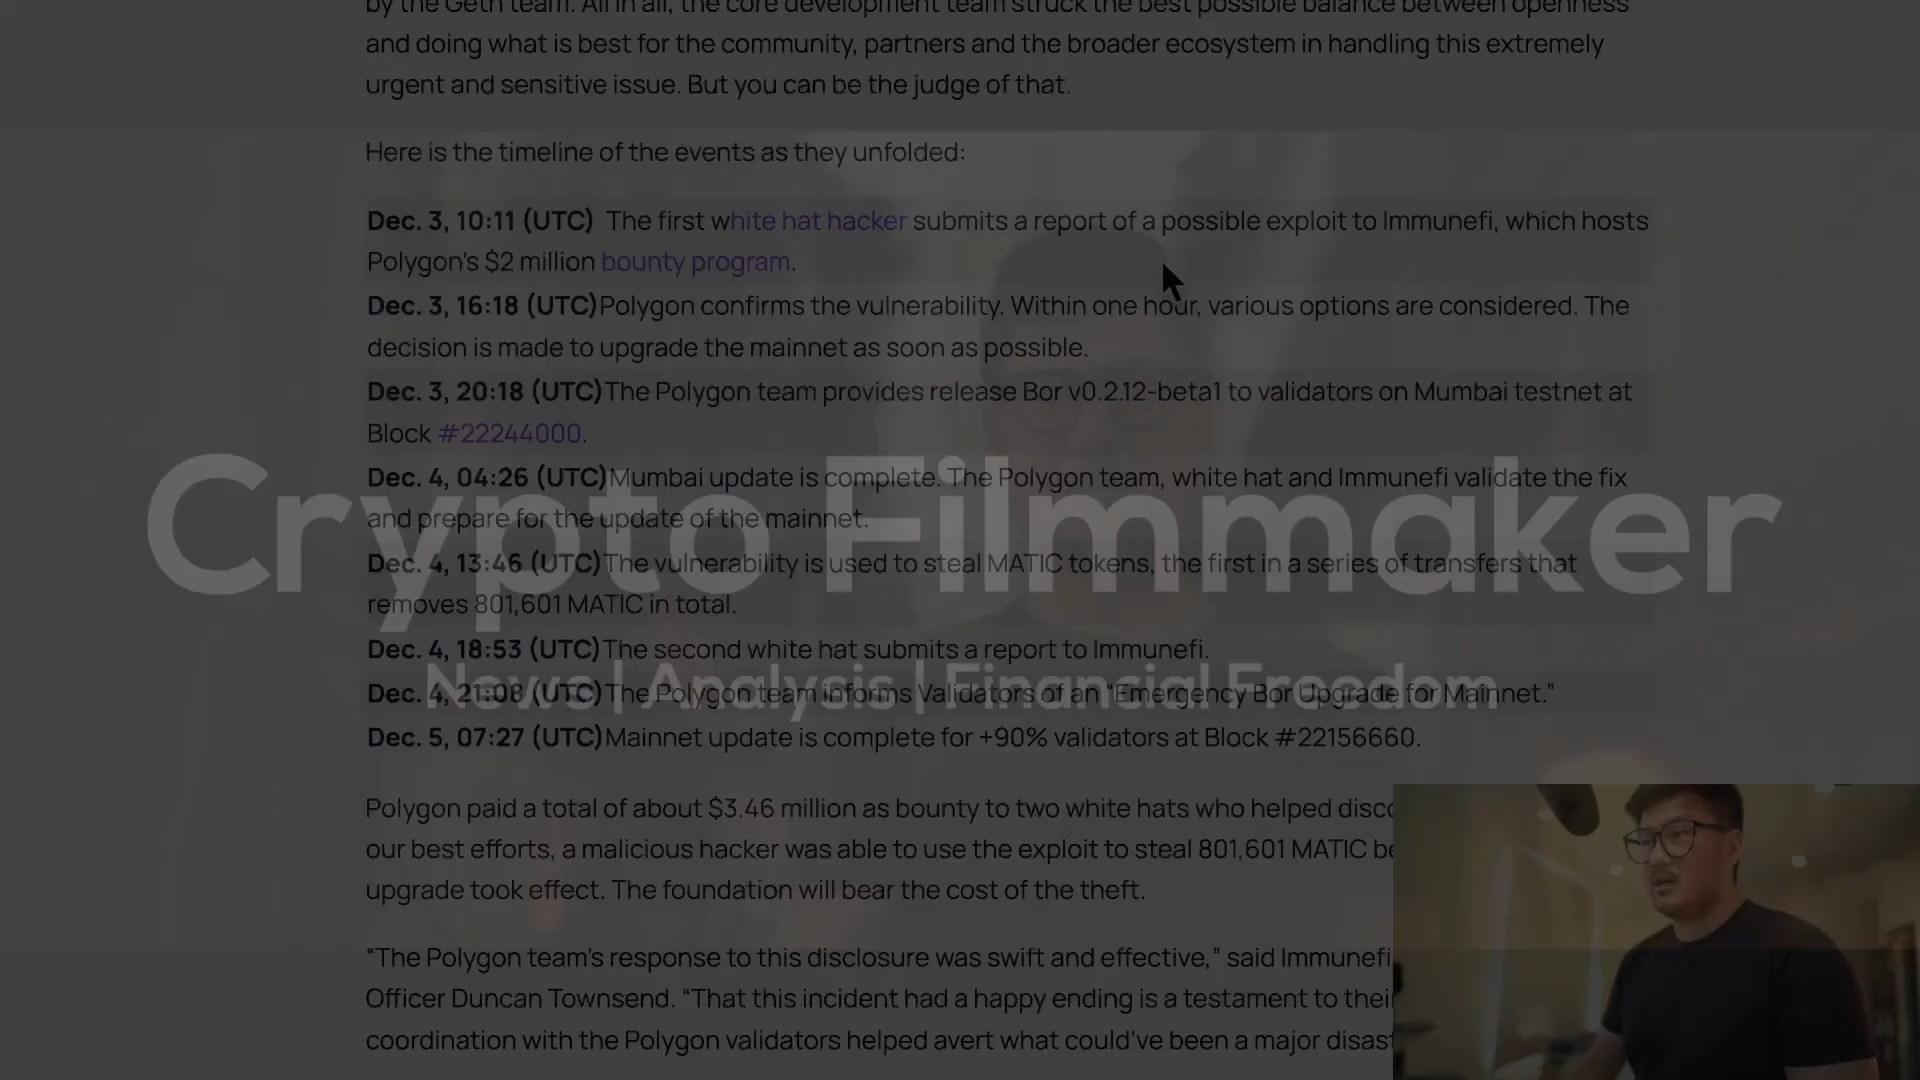 by the Geth team. All in all, the core development team struck the best possible balance between openness
and doing what is best for the community, partners and the broader ecosystem in handling this extremely
urgent and sensitive issue. But you can be the judge of that.
Here is the timeline of the events as they unfolded:
Dec. 3, 10:11 (UTC) The first white hat hacker submits a report of a possible exploit to Immunefi, which hosts
Polygon's $2 million bounty program.
Dec. 3, 16:18 (UTC)Polygon confirms the vulnerability. Within one hour, various options are considered. The
decision is made to upgrade the mainnet as soon as possible.
Dec. 3, 20:18 (UTC)The Polygon team provides release Bor v0.2.12-beta1 to validators on Mumbai testnet at
Block #22244000.
Dec. 4, 04:26 (UTC)Mumbai update is complete. The Polygon team, white hat and Immunefi validate the fix
and prepare for the update of the mainnet.
Crypto Filmmaker
Dec. 4, 13:46 (UTC)The vulnerability is used to steal MATIC tokens, the first in a series of transfers that
removes 801,601 MATIC in total.
Dec. 4, 18:53 (UTC)The second white hat submits a report to Immunefi.
News | Analysis | Finansial Freedom
Dec. 4, 21:08 (UTC)The Polygon team informs Validators of an “Emergency Bor Upgrade for Mainnet.”
Dec. 5, 07:27 (UTC)Mainnet update is complete for +90% validators at Block #22156660.
Polygon paid a total of about $3.46 million as bounty to two white hats who helped disco
our best efforts, a malicious hacker was able to use the exploit to steal 801,601 MATIC be
upgrade took effect. The foundation will bear the cost of the theft.
“The Polygon team's response to this disclosure was swift and effective,” said Immunefi
Officer Duncan Townsend. “That this incident had a happy ending is a testament to their
coordination with the Polygon validators helped avert what could've been a major disast